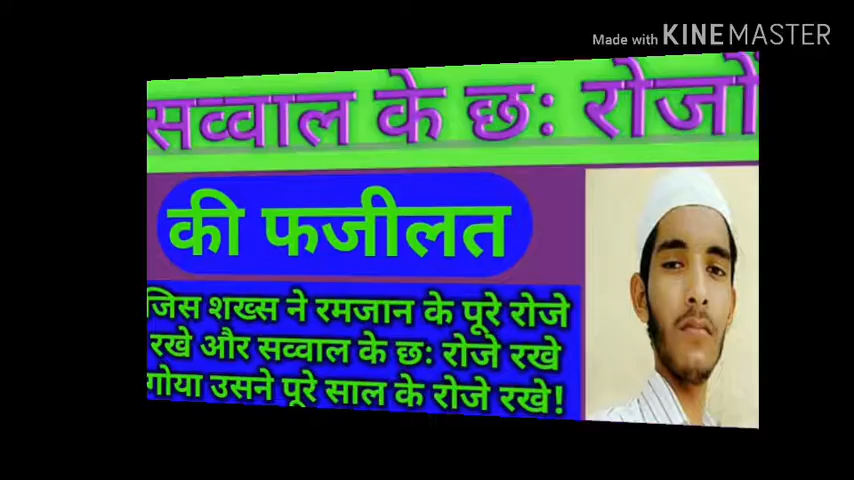 Made with KINEMASTER
सव्वाल के छः रोजों
की फजीलत
जिस शख्स ने रमजान के पूरे रोजे
रखे और सव्वाल के छः रोजे रखे
गोया उसने पूरे साल के रोजे रखे!